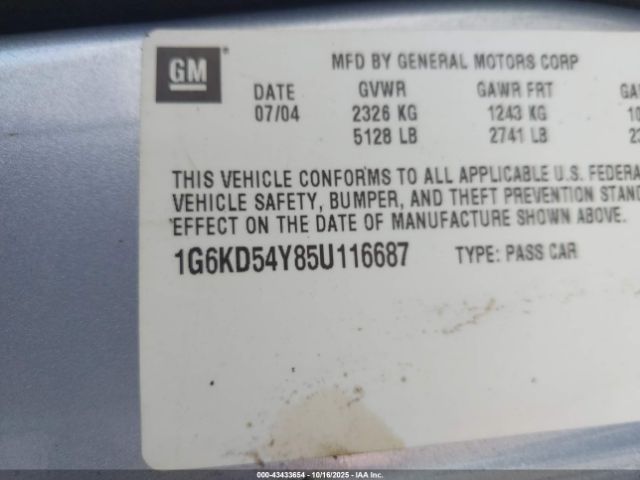 GM
MFD BY GENERAL MOTORS CORP
DATE GVWR GAWR FRT
07/04 2326 KG 1243 KG
5128 LB 2741 LB
THIS VEHICLE CONFORMS TO ALL APPLICABLE U.S. FEDERA
VEHICLE SAFETY, BUMPER, AND THEFT PREVENTION STAN
EFFECT ON THE DATE OF MANUFACTURE SHOWN ABOVE.
1G6KD54Y85U116687 TYPE: PASS CAR
000-43433654 - 10/16/2025 - IAA Inc.